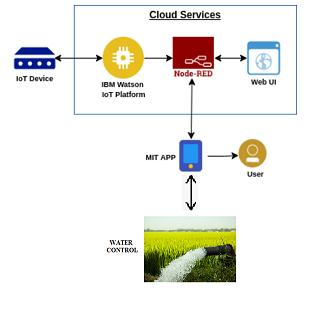 Cloud Services
IoT Device
IBM Watson
IoT Platform
Node-RED
Web UI
MIT APP
User
WATER
CONTROL